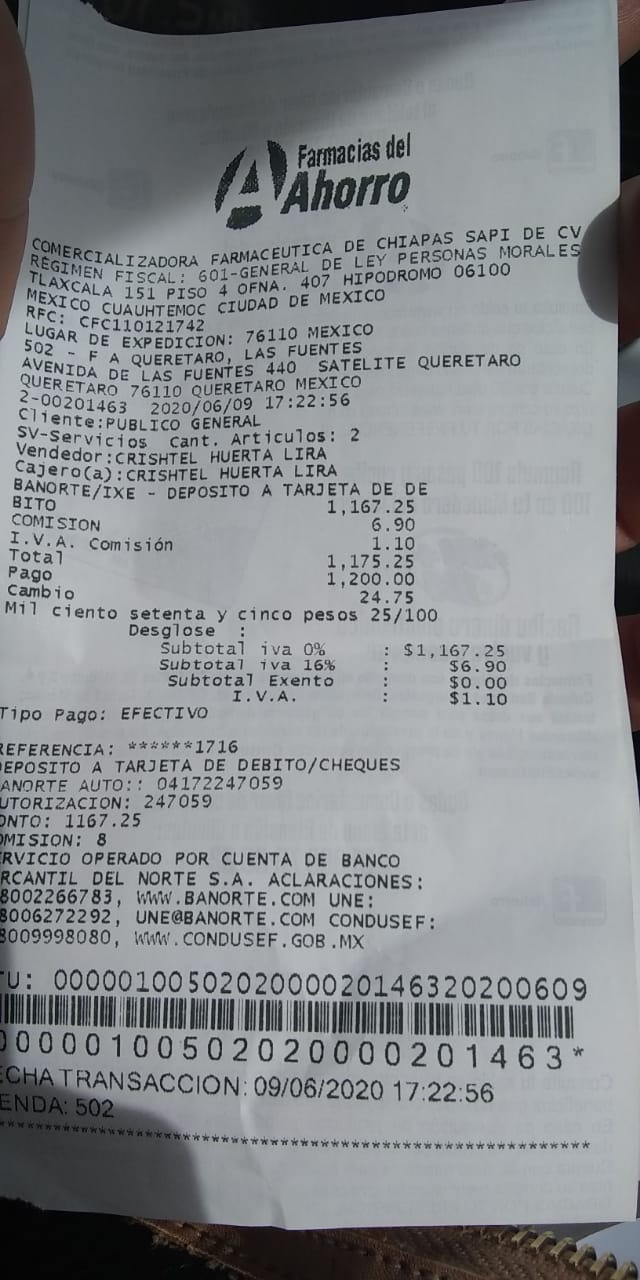 Farmacias del
Ahorro
COMERCIALIZADORA FARMACEUTICA DE CHIAPAS SAPI DE CV
REGIMEN FISCAL: 601-GENERAL DE LEY PERSONAS MORALES
TLAXCALA 151 PISO 4 OFNA. 407 HIPODROMO 06100
MEXICO CUAUHTEMOC CIUDAD DE MEXICO
RFC: CFC110121742
LUGAR DE EXPEDICION: 76110 MEXICO
502 - F A QUERETARO, LAS FUENTES
AVENIDA DE LAS FUENTES 440 SATELITE QUERETARO
QUERETARO 76110 QUERETARO MEXICO
2-00201463 2020/06/09 17:22:56
Cliente:PUBLICO GENERAL
SV-Servicios Cant. Articulos: 2
Vendedor:CRISHTEL HUERTA LIRA
Cajero(a):CRISHTEL HUERTA LIRA
BANORTE/IXE - DEPOSITO A TARJETA DE DE
BITO 1,167.25
COMISION 6.90
I.V.A. Comisión 1.10
Total 1,175.25
Pago 1,200.00
Cambio 24.75
Mil ciento setenta y cinco pesos 25/100
Desglose :
Subtotal iva 0% : $1,167.25
Subtotal iva 16% : $6.90
Subtotal Exento : $0.00
I.V.A. : $1.10
Tipo Pago: EFECTIVO
REFERENCIA: ******1716
DEPOSITO A TARJETA DE DEBITO/CHEQUES
ANORTE AUTO:: 04172247059
UTORIZACION: 247059
ONTO: 1167.25
OMISION: 8
RVICIO OPERADO POR CUENTA DE BANCO
RCANTIL DEL NORTE S.A. ACLARACIONES:
8002266783, WWW.BANORTE.COM UNE:
8006272292, UNE@BANORTE.COM CONDUSEF:
8009998080, WWW.CONDUSEF.GOB.MX
TU: 0000010050202000020146320200609
00000100502020000201463*
ECHA TRANSACCION: 09/06/2020 17:22:56
ENDA: 502